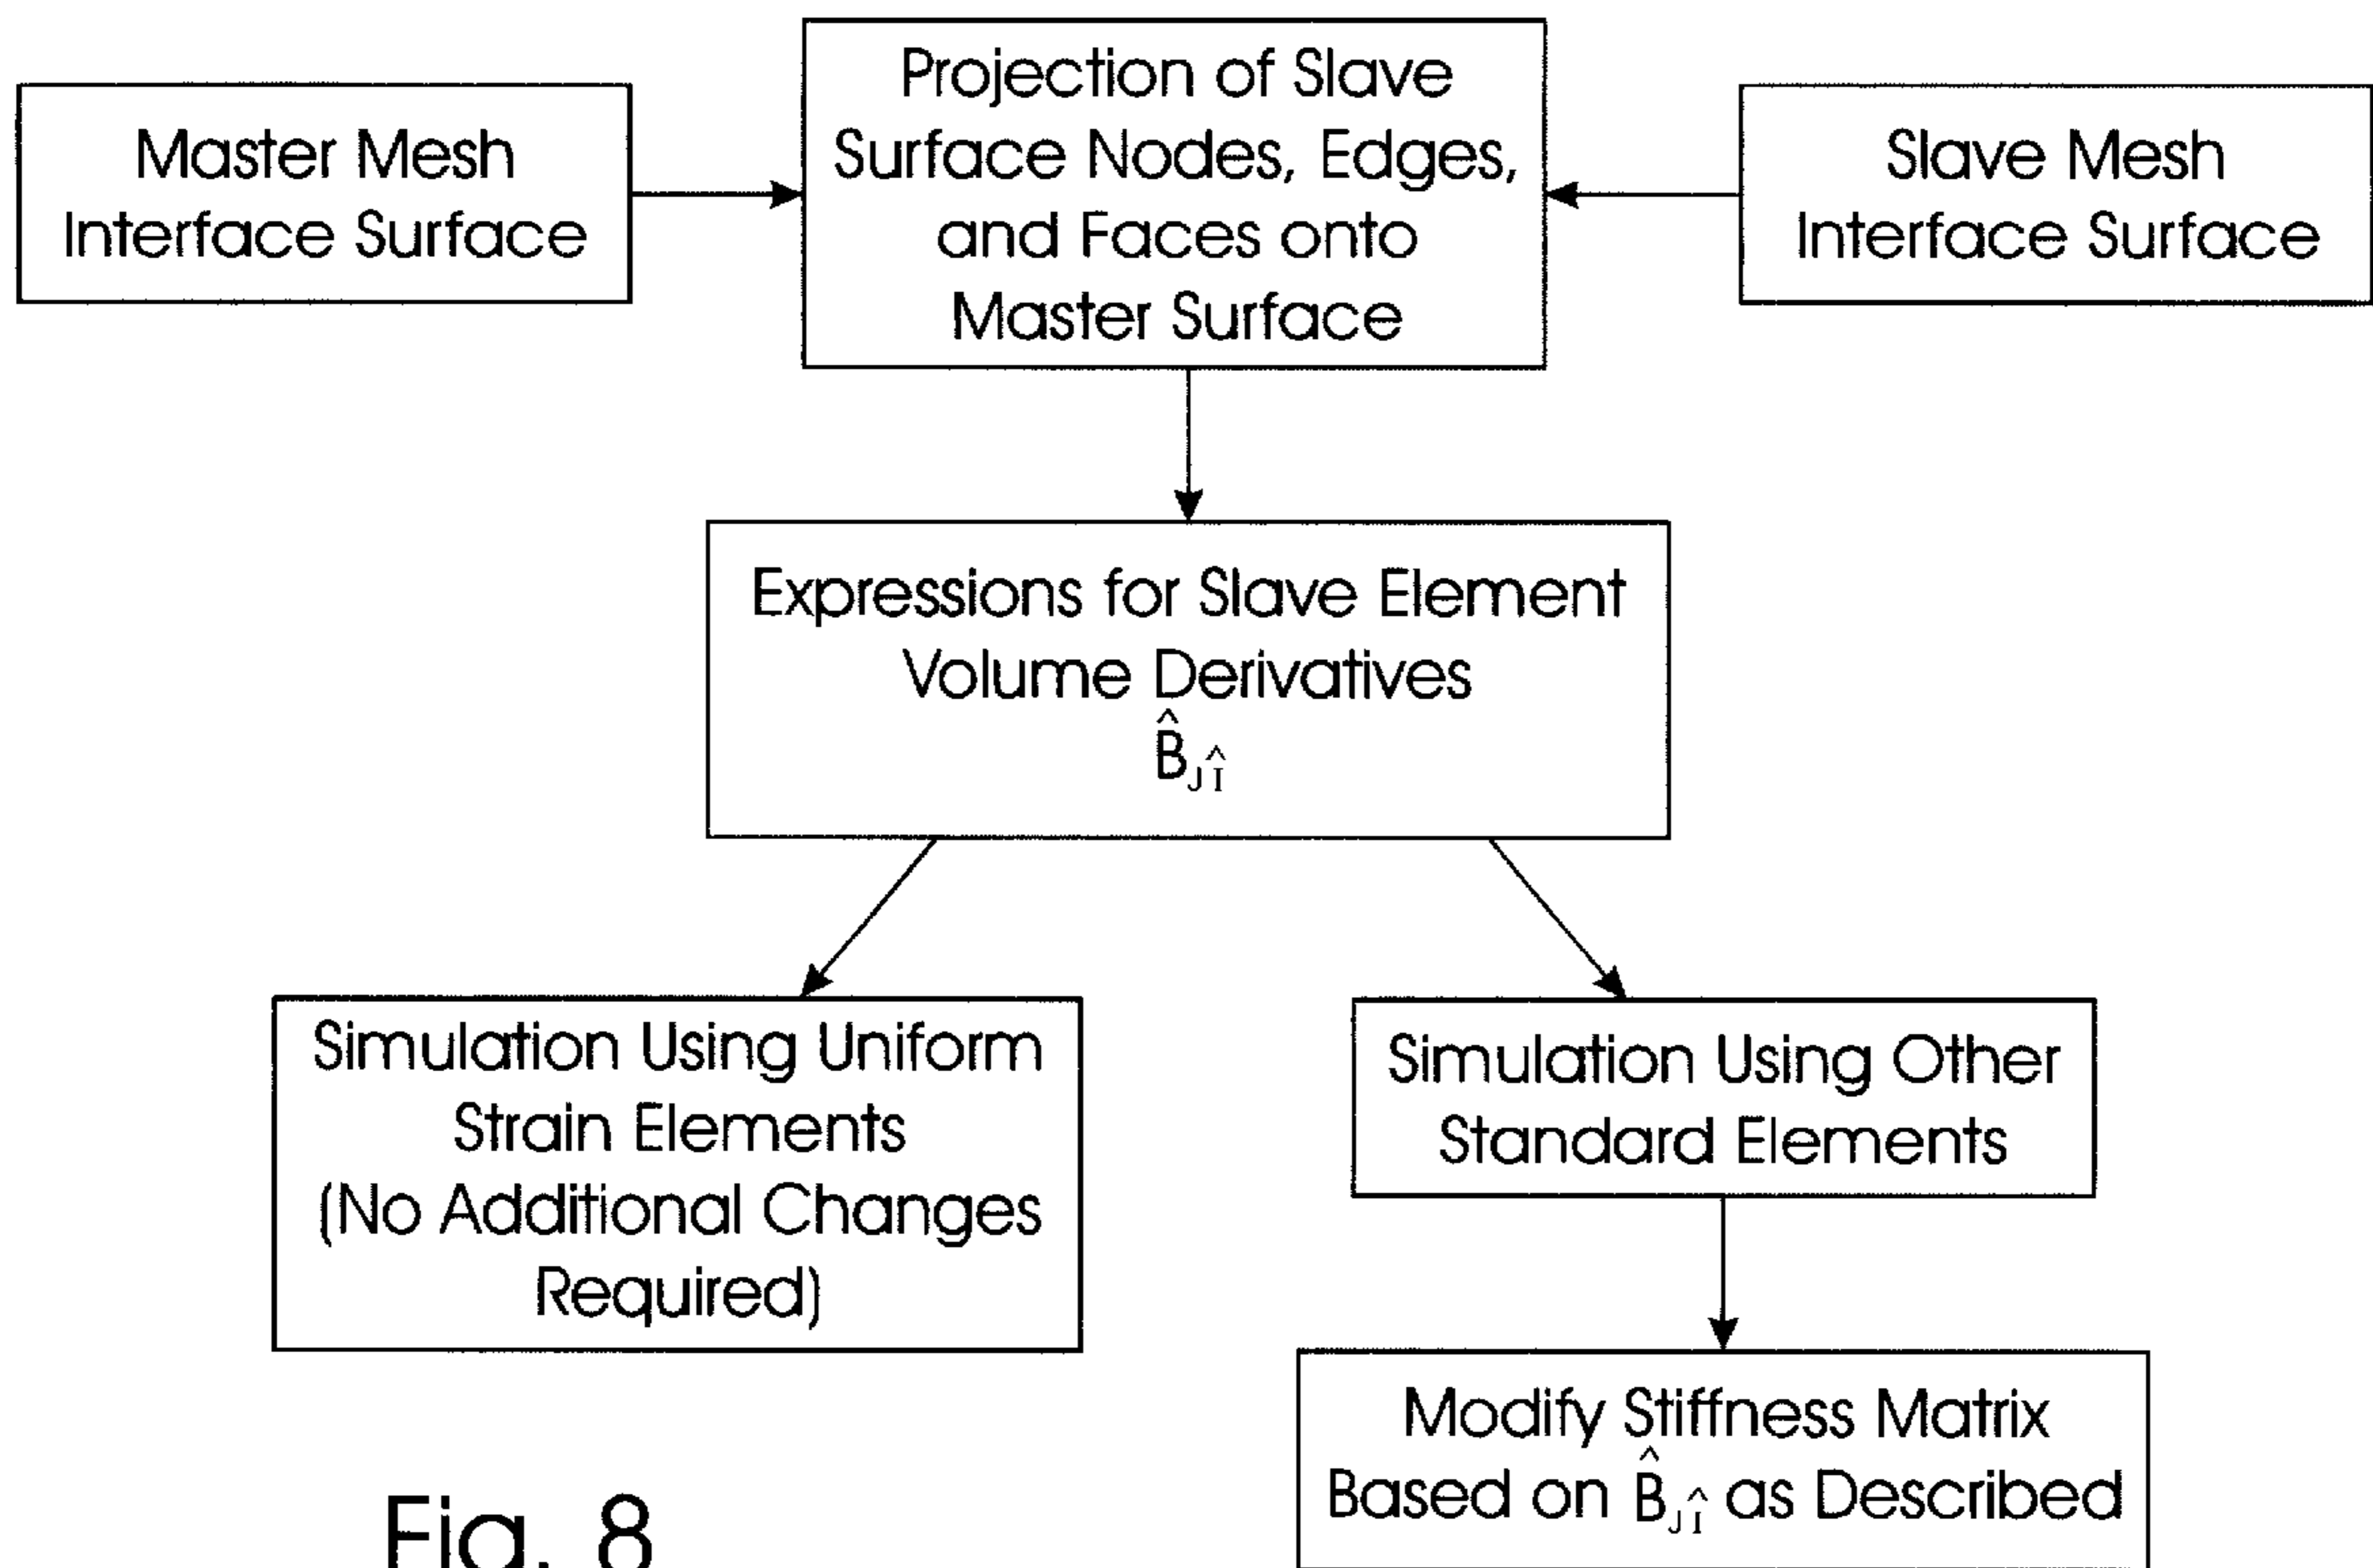 Master Mesh
Interface Surface
Projection of Slave
Surface Nodes, Edges,
and Faces onto
Master Surface
Slave Mesh
Interface Surface
Expressions for Slave Element
Volume Derivatives
B̂_JÎ
Simulation Using Uniform
Strain Elements
(No Additional Changes
Required)
Simulation Using Other
Standard Elements
Modify Stiffness Matrix
Based on B̂_JÎ as Described
Fig. 8